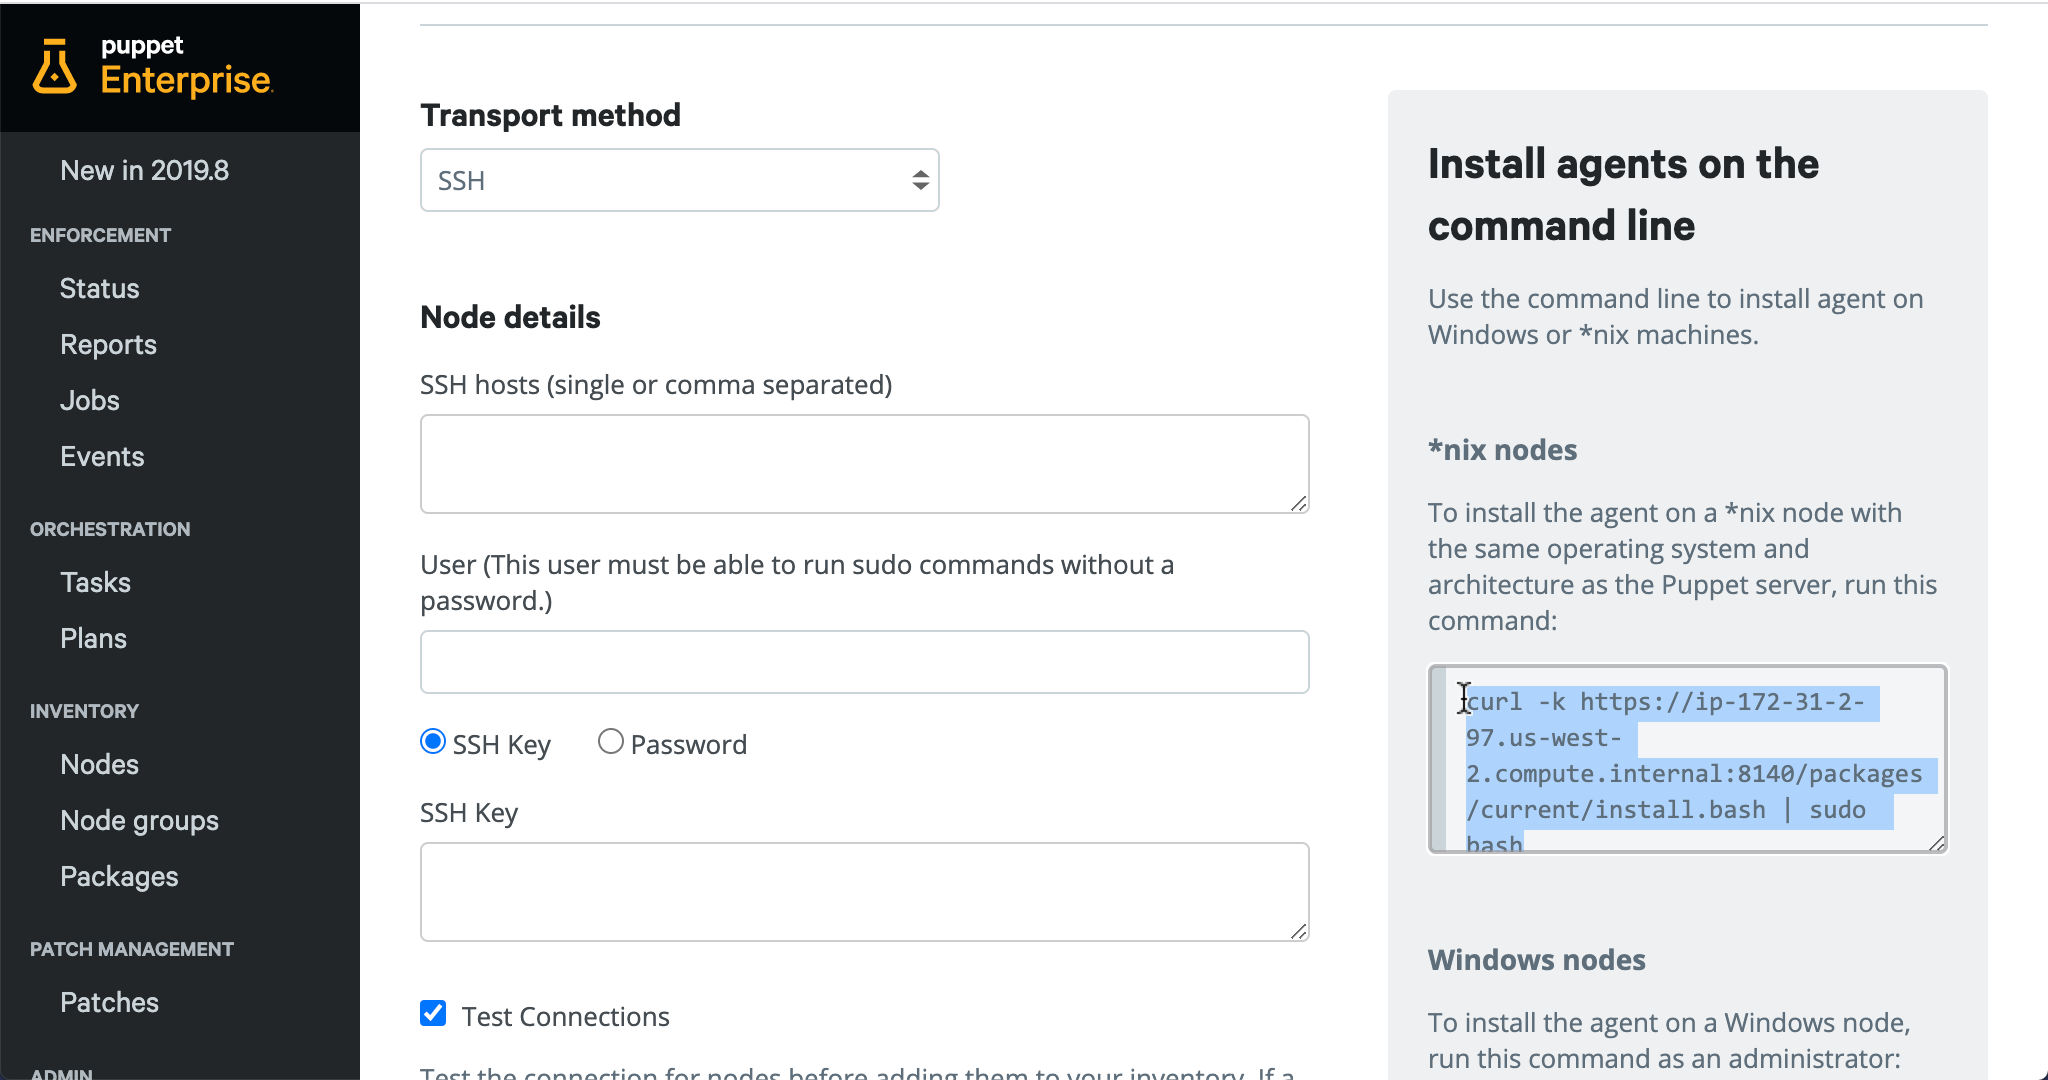 puppet
Enterprise
New in 2019.8
ENFORCEMENT
Status
Reports
Jobs
Events
ORCHESTRATION
Tasks
Plans
INVENTORY
Nodes
Node groups
Packages
PATCH MANAGEMENT
Patches
ADMIN
Transport method
SSH
Node details
SSH hosts (single or comma separated)
User (This user must be able to run sudo commands without a
password.)
SSH Key
Password
SSH Key
Test Connections
Test the connection for nodes before adding them to your inventory. If a
Install agents on the
command line
Use the command line to install agent on
Windows or *nix machines.
*nix nodes
To install the agent on a *nix node with
the same operating system and
architecture as the Puppet server, run this
command:
curl -k https://ip-172-31-2-
97.us-west-
2.compute.internal:8140/packages
/current/install.bash | sudo
bash
Windows nodes
To install the agent on a Windows node,
run this command as an administrator: